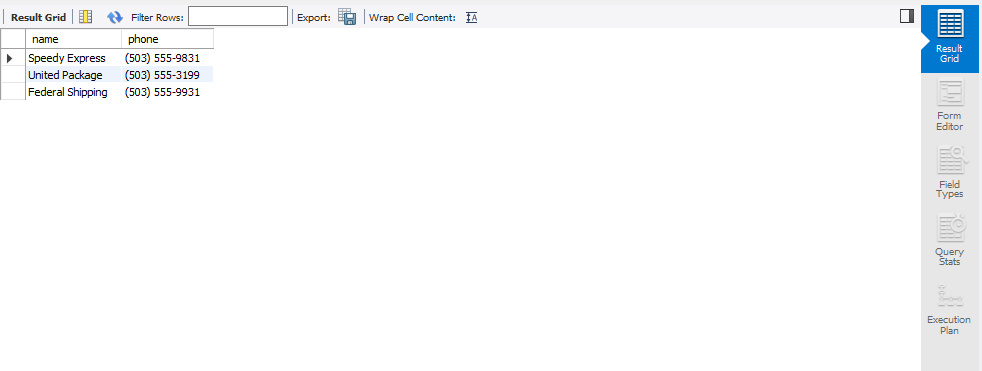 Result Grid Filter Rows: Export: Wrap Cell Content:
name phone
Speedy Express (503) 555-9831
United Package (503) 555-3199
Federal Shipping (503) 555-9931
Result
Grid
Form
Editor
Field
Types
Query
Stats
Execution
Plan